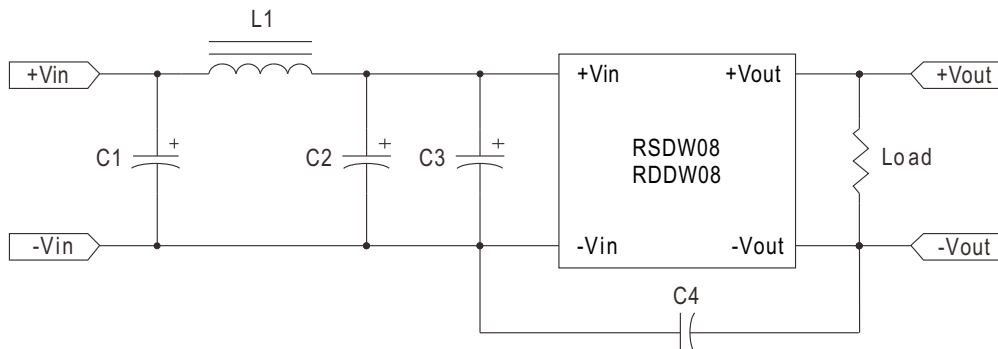 L1
+Vin
+Vin
+Vout
+Vout
C1
+
C2
+
C3
+
RSDW08
RDDW08
Load
-Vin
-Vin
-Vout
-Vout
C4